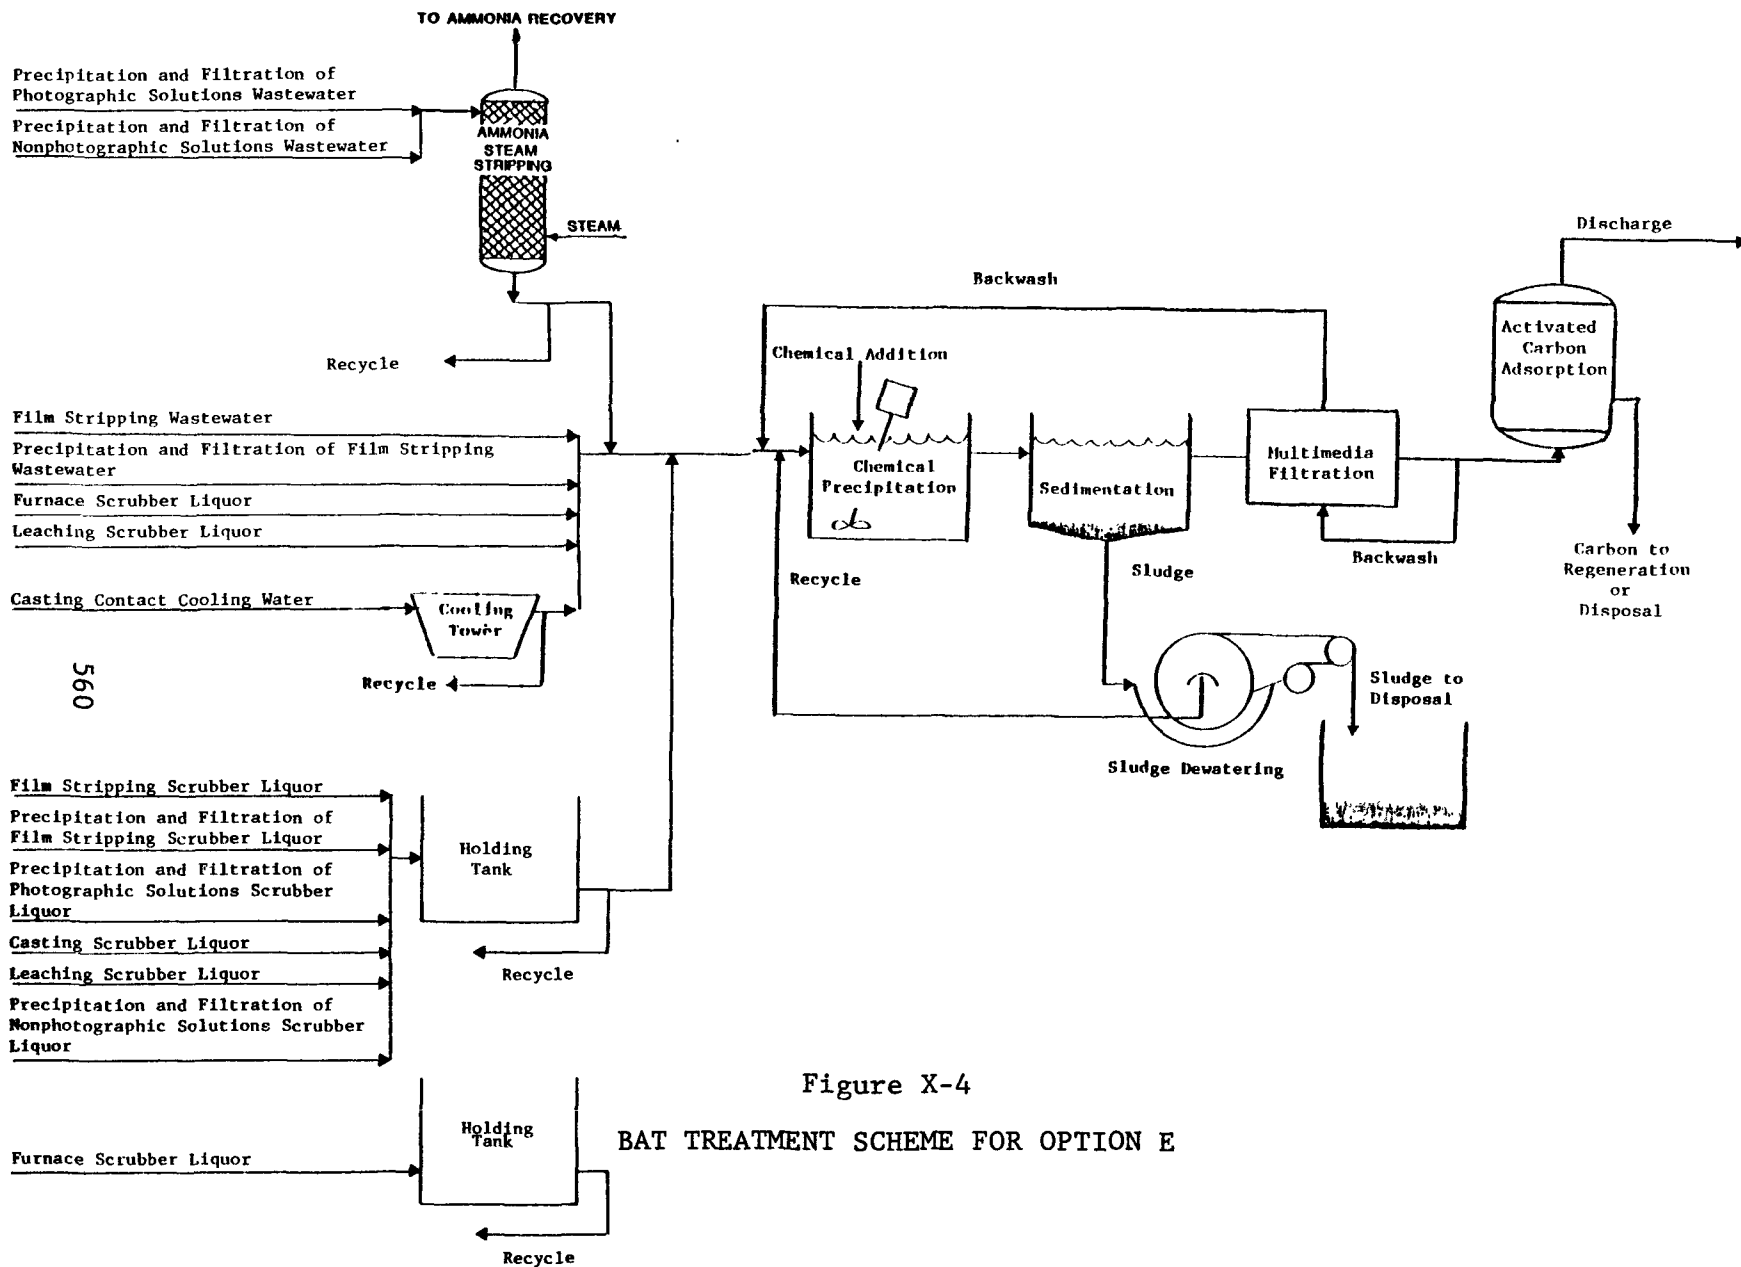 TO AMMONIA RECOVERY
Precipitation and Filtration of
Photographic Solutions Wastewater
Precipitation and Filtration of
Nonphotographic Solutions Wastewater
AMMONIA
STEAM
STRIPPING
STEAM
Recycle
Film Stripping Wastewater
Precipitation and Filtration of Film Stripping
Wastewater
Furnace Scrubber Liquor
Leaching Scrubber Liquor
Casting Contact Cooling Water
Cooling
Tower
Recycle
560
Film Stripping Scrubber Liquor
Precipitation and Filtration of
Film Stripping Scrubber Liquor
Precipitation and Filtration of
Photographic Solutions Scrubber
Liquor
Casting Scrubber Liquor
Leaching Scrubber Liquor
Precipitation and Filtration of
Nonphotographic Solutions Scrubber
Liquor
Holding
Tank
Recycle
Furnace Scrubber Liquor
Holding
Tank
Recycle
Backwash
Chemical Addition
Chemical
Precipitation
Sedimentation
Multimedia
Filtration
Backwash
Discharge
Activated
Carbon
Adsorption
Carbon to
Regeneration
or
Disposal
Recycle
Sludge
Sludge to
Disposal
Sludge Dewatering
Figure X-4
BAT TREATMENT SCHEME FOR OPTION E